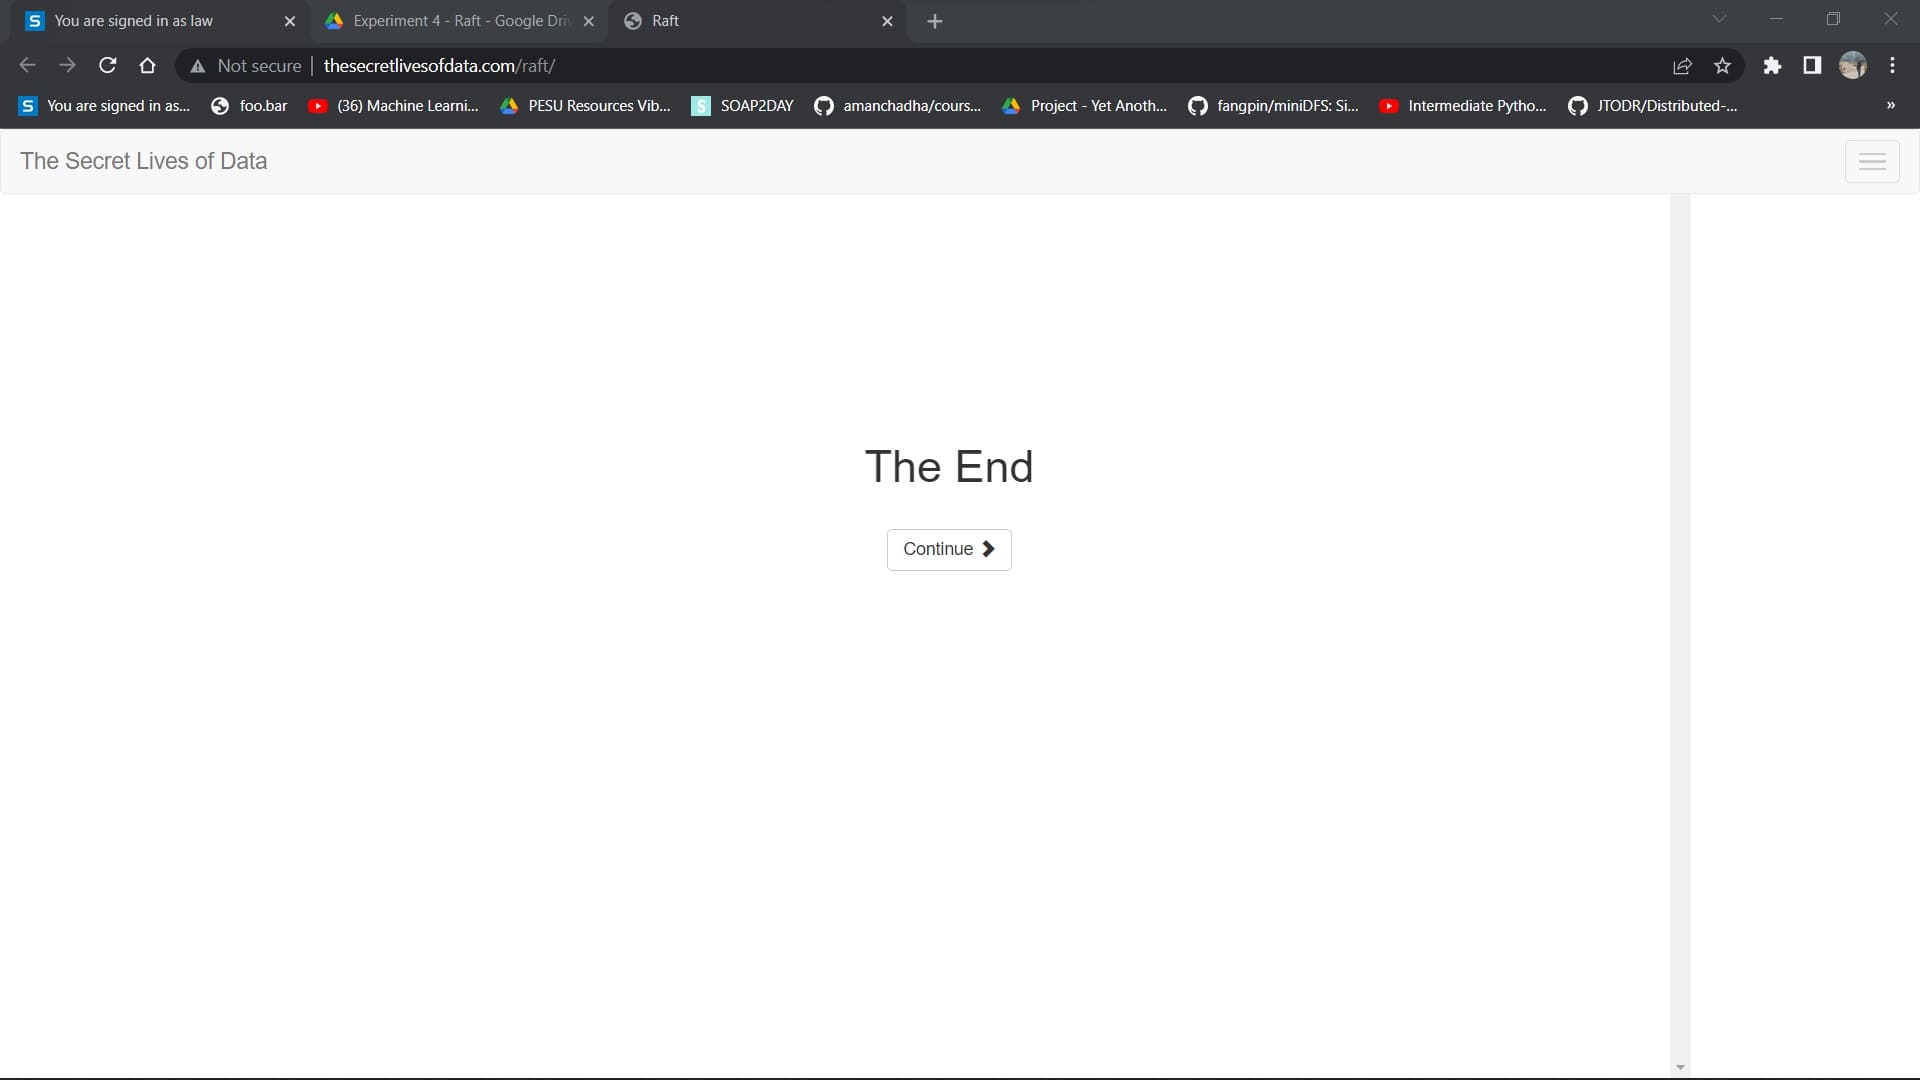 You are signed in as law
Experiment 4 - Raft - Google Dri
Raft
Not secure
thesecretlivesofdata.com/raft/
You are signed in as...
foo.bar
(36) Machine Learni...
PESU Resources Vib...
SOAP2DAY
amanchadha/cours...
Project - Yet Anoth...
fangpin/miniDFS: Si...
Intermediate Pytho...
JTODR/Distributed-...
The Secret Lives of Data
The End
Continue